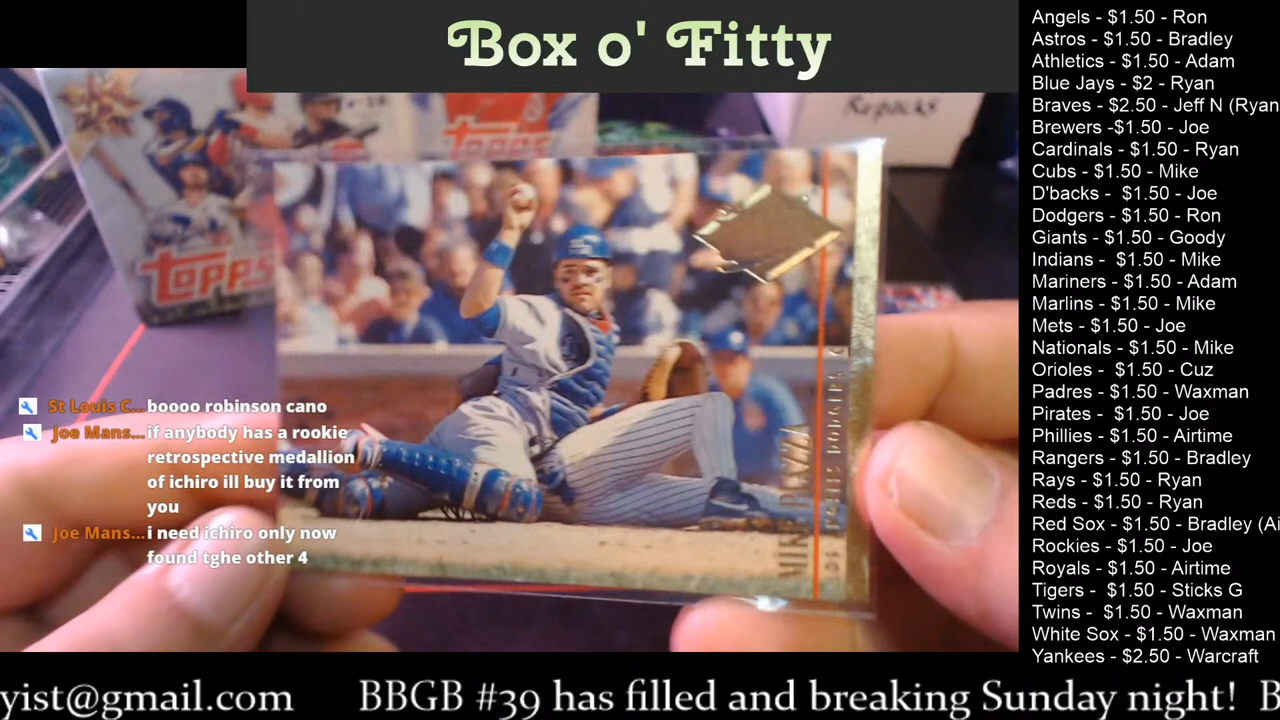 Box o' Fitty
Repacks
TOPPS
TOPPS
MIKE PIAZZA
DODGERS C
St Louis C... boooo robinson cano
Joe Mans... if anybody has a rookie
retrospective medallion
of ichiro ill buy it from
you
Joe Mans... i need ichiro only now
found tghe other 4
Angels - $1.50 - Ron
Astros - $1.50 - Bradley
Athletics - $1.50 - Adam
Blue Jays - $2 - Ryan
Braves - $2.50 - Jeff N (Ryan
Brewers -$1.50 - Joe
Cardinals - $1.50 - Ryan
Cubs - $1.50 - Mike
D'backs - $1.50 - Joe
Dodgers - $1.50 - Ron
Giants - $1.50 - Goody
Indians - $1.50 - Mike
Mariners - $1.50 - Adam
Marlins - $1.50 - Mike
Mets - $1.50 - Joe
Nationals - $1.50 - Mike
Orioles - $1.50 - Cuz
Padres - $1.50 - Waxman
Pirates - $1.50 - Joe
Phillies - $1.50 - Airtime
Rangers - $1.50 - Bradley
Rays - $1.50 - Ryan
Reds - $1.50 - Ryan
Red Sox - $1.50 - Bradley (Ai
Rockies - $1.50 - Joe
Royals - $1.50 - Airtime
Tigers - $1.50 - Sticks G
Twins - $1.50 - Waxman
White Sox - $1.50 - Waxman
Yankees - $2.50 - Warcraft
yist@gmail.com BBGB #39 has filled and breaking Sunday night! B